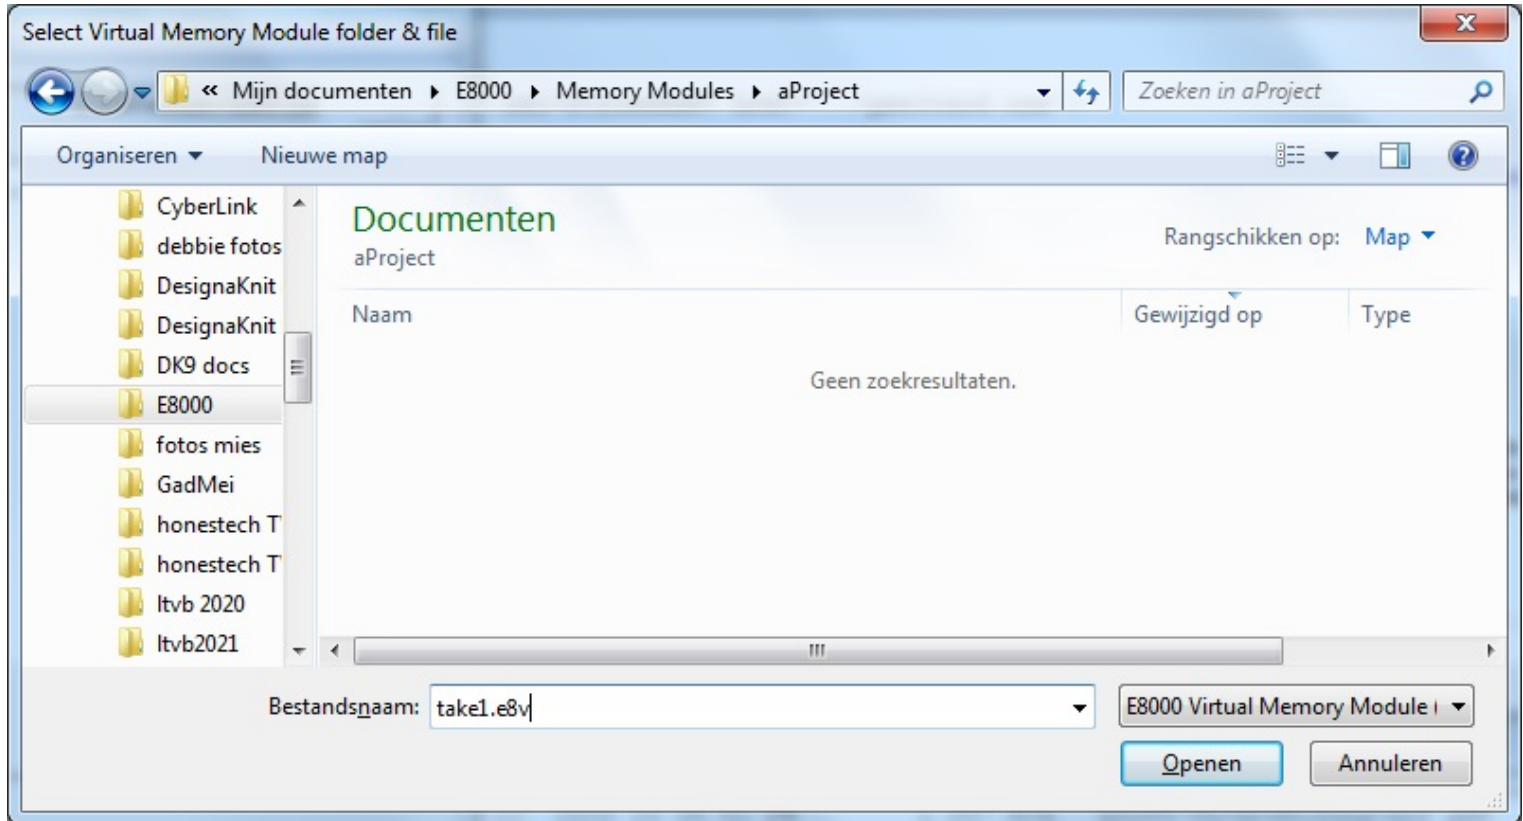 Select Virtual Memory Module folder & file
« Mijn documenten ▸ E8000 ▸ Memory Modules ▸ aProject
Zoeken in aProject
Organiseren
Nieuwe map
CyberLink
debbie fotos
DesignaKnit
DesignaKnit
DK9 docs
E8000
fotos mies
GadMei
honestech T
honestech T
ltvb 2020
ltvb2021
Documenten
aProject
Rangschikken op: Map
Naam Gewijzigd op Type
Geen zoekresultaten.
Bestandsnaam: take1.e8v
E8000 Virtual Memory Module (
Openen
Annuleren